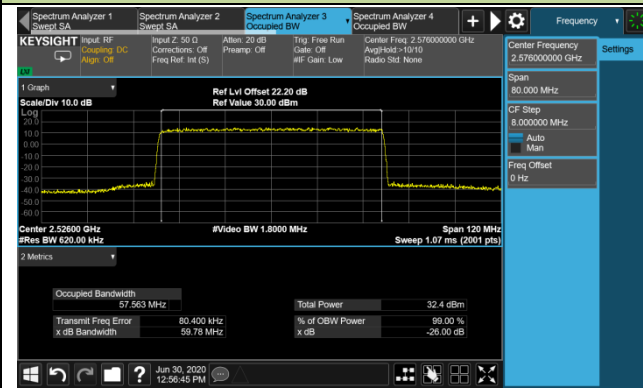 Spectrum Analyzer 1
Swept SA
Spectrum Analyzer 2
Swept SA
Spectrum Analyzer 3
Occupied BW
Spectrum Analyzer 4
Occupied BW
Frequency
KEYSIGHT
Input: RF
Coupling: DC
Align: Off
Input Z: 50 Ω
Corrections: Off
Freq Ref: Int (S)
Atten: 20 dB
Preamp: Off
Trig: Free Run
Gate: Off
#IF Gain: Low
Center Freq: 2.576000000 GHz
Avg|Hold:>10/10
Radio Std: None
Center Frequency
2.576000000 GHz
Settings
Span
80.000 MHz
CF Step
8.000000 MHz
Auto
Man
Freq Offset
0 Hz
1 Graph
Ref Lvl Offset 22.20 dB
Scale/Div 10.0 dB
Ref Value 30.00 dBm
Log
20.0
10.0
0.00
-10.0
-20.0
-30.0
-40.0
-50.0
-60.0
Center 2.52600 GHz
#Video BW 1.8000 MHz
Span 120 MHz
#Res BW 620.00 kHz
Sweep 1.07 ms (2001 pts)
2 Metrics
Occupied Bandwidth
57.563 MHz
Total Power
32.4 dBm
Transmit Freq Error
80.400 kHz
% of OBW Power
99.00 %
x dB Bandwidth
59.78 MHz
x dB
-26.00 dB
Jun 30, 2020
12:56:45 PM